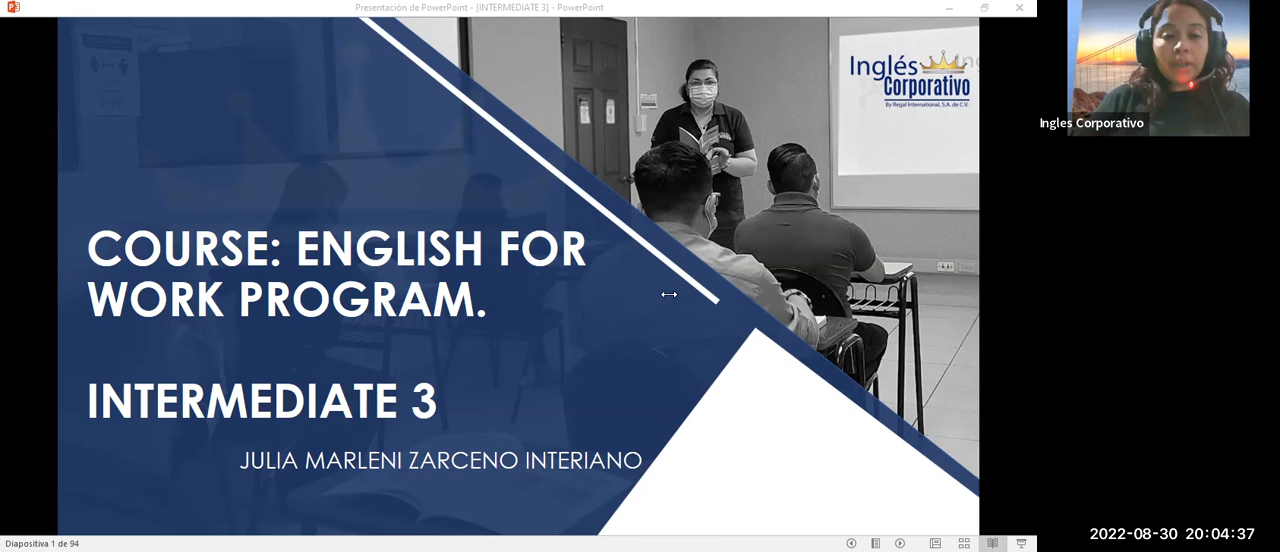 Presentación de PowerPoint - [INTERMEDIATE 3] - PowerPoint
Inglés
Corporativo
By Regal International, S.A. de C.V.
Ingles Corporativo
COURSE: ENGLISH FOR
WORK PROGRAM.
INTERMEDIATE 3
JULIA MARLENI ZARCENO INTERIANO
Diapositiva 1 de 94
2022-08-30 20:04:37